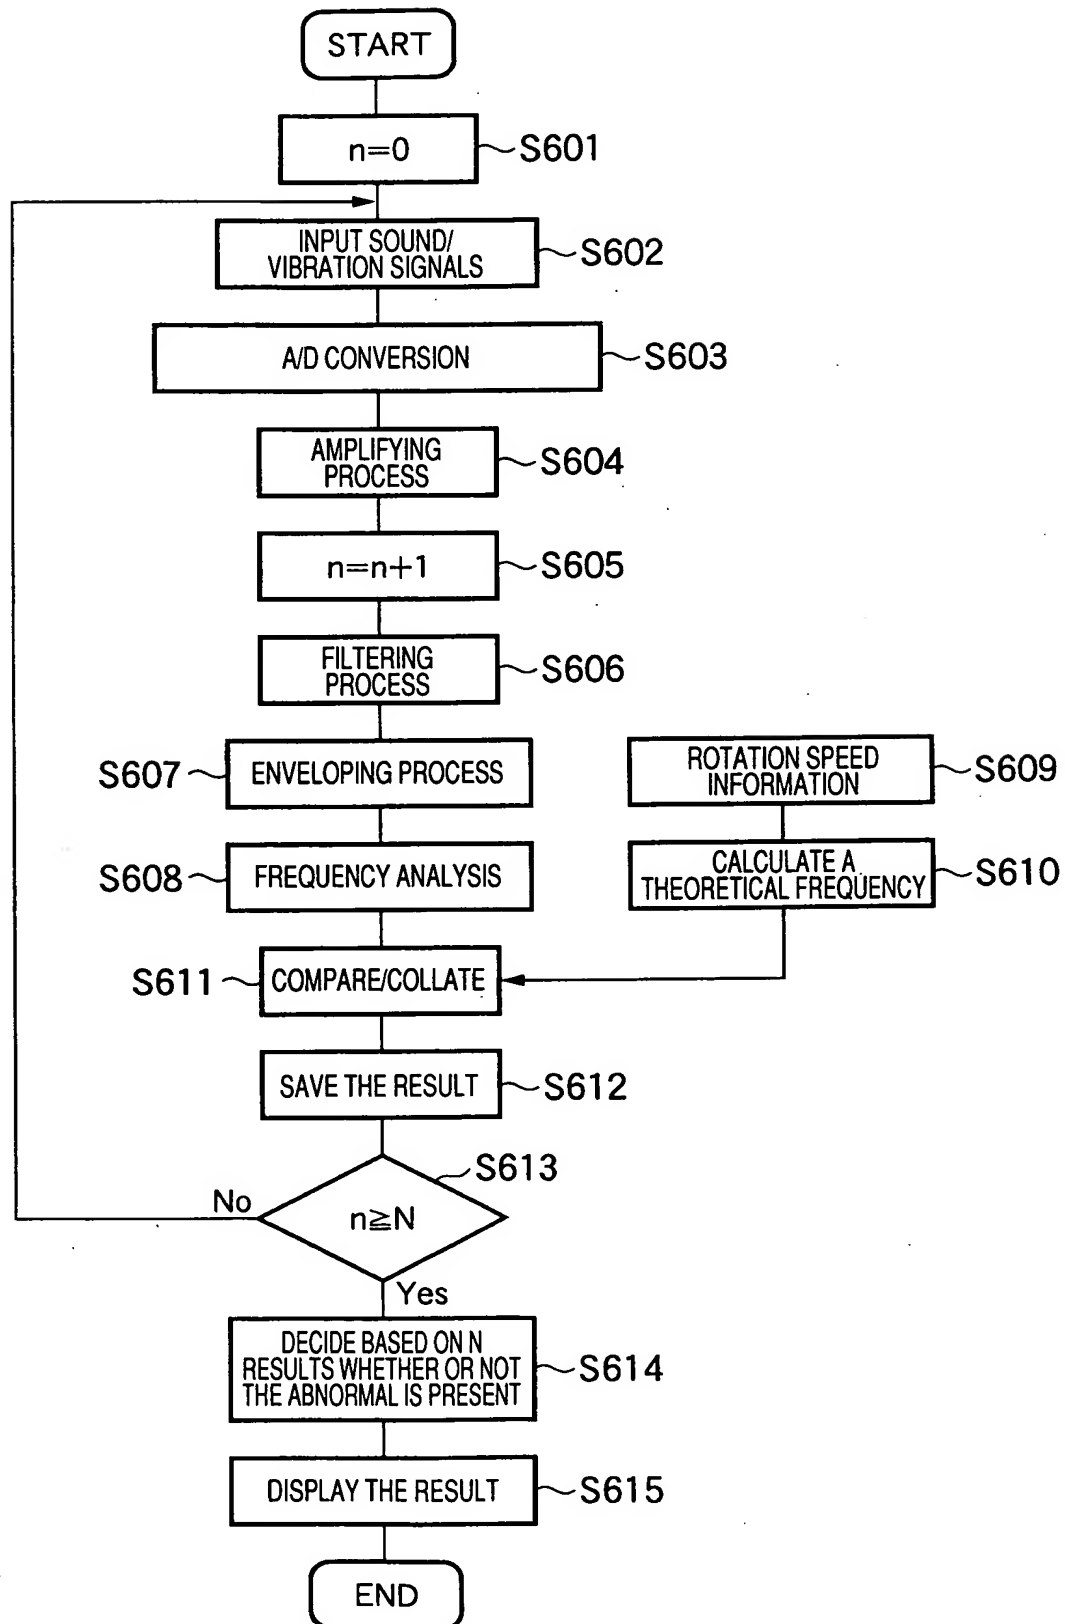 START
n=0
S601
INPUT SOUND/
VIBRATION SIGNALS
S602
A/D CONVERSION
S603
AMPLIFYING
PROCESS
S604
n=n+1
S605
FILTERING
PROCESS
S606
S607
ENVELOPING PROCESS
ROTATION SPEED
INFORMATION
S609
S608
FREQUENCY ANALYSIS
CALCULATE A
THEORETICAL FREQUENCY
S610
S611
COMPARE/COLLATE
SAVE THE RESULT
S612
S613
No
n≧N
Yes
DECIDE BASED ON N
RESULTS WHETHER OR NOT
THE ABNORMAL IS PRESENT
S614
DISPLAY THE RESULT
S615
END